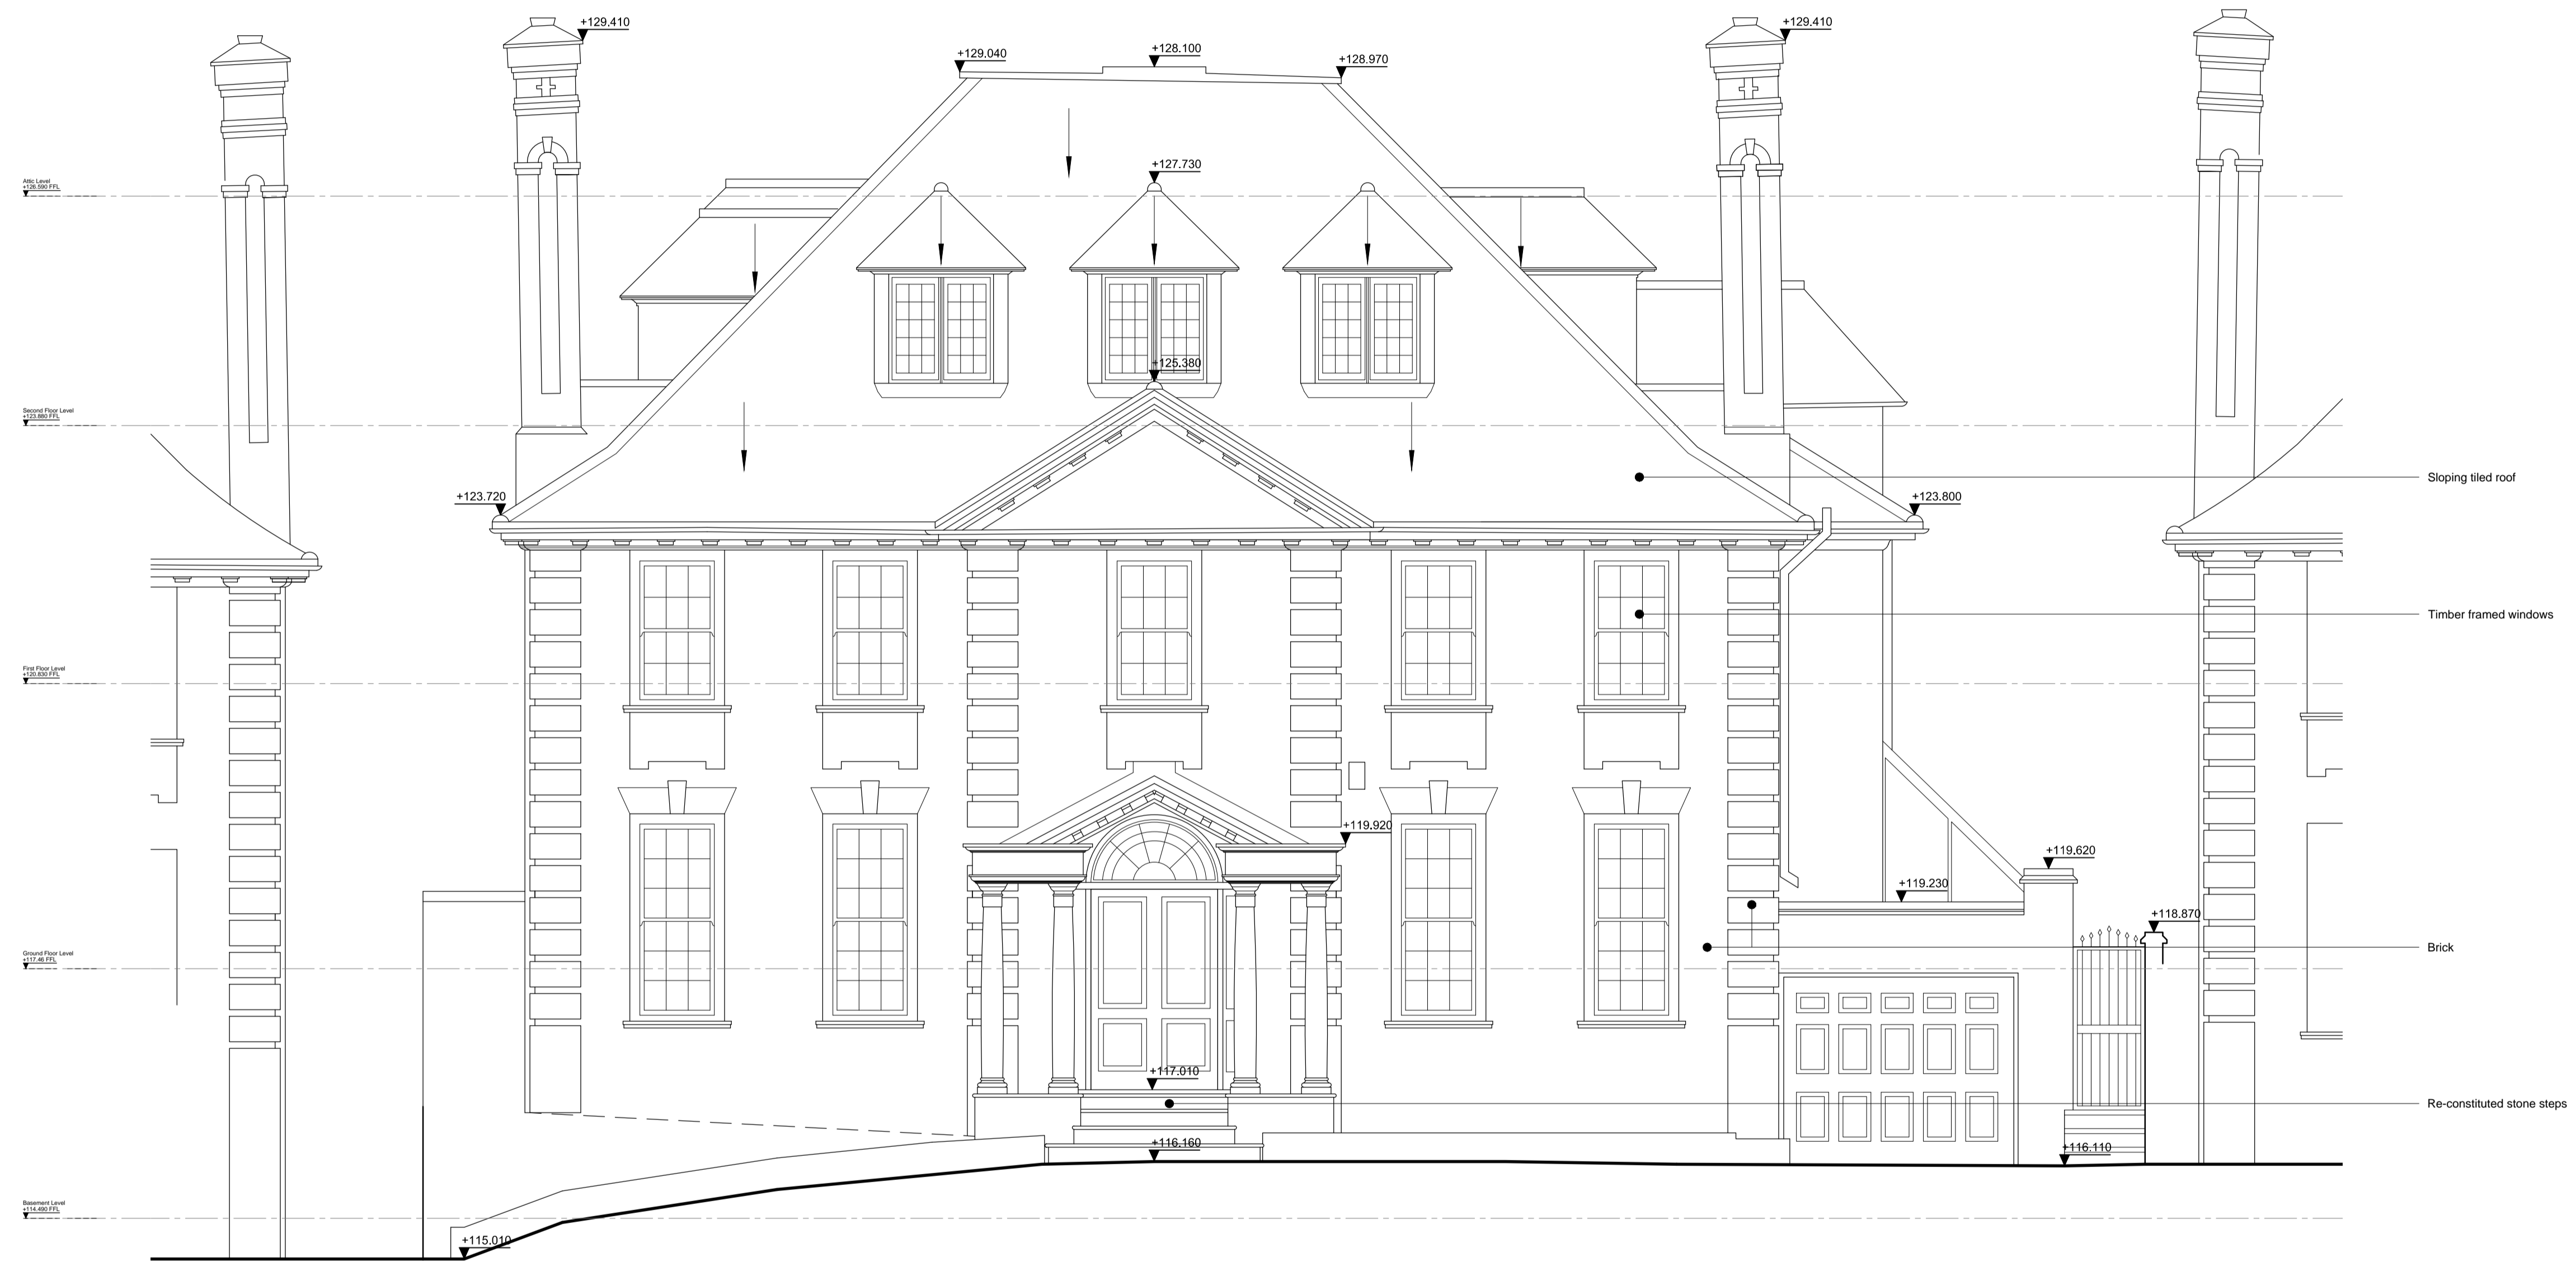 +129.410
+129.410
+129.040
+128.100
+128.970
+127.730
Attic Level
+126.590 FFL
+125.380
Second Floor Level
+123.880 FFL
Sloping tiled roof
+123.720
+123.800
Timber framed windows
First Floor Level
+120.830 FFL
+119.920
+119.620
+119.230
+118.870
Brick
Ground Floor Level
+117.46 FFL
+117.010
Re-constituted stone steps
+116.160
+116.110
Basement Level
+114.490 FFL
+115.010